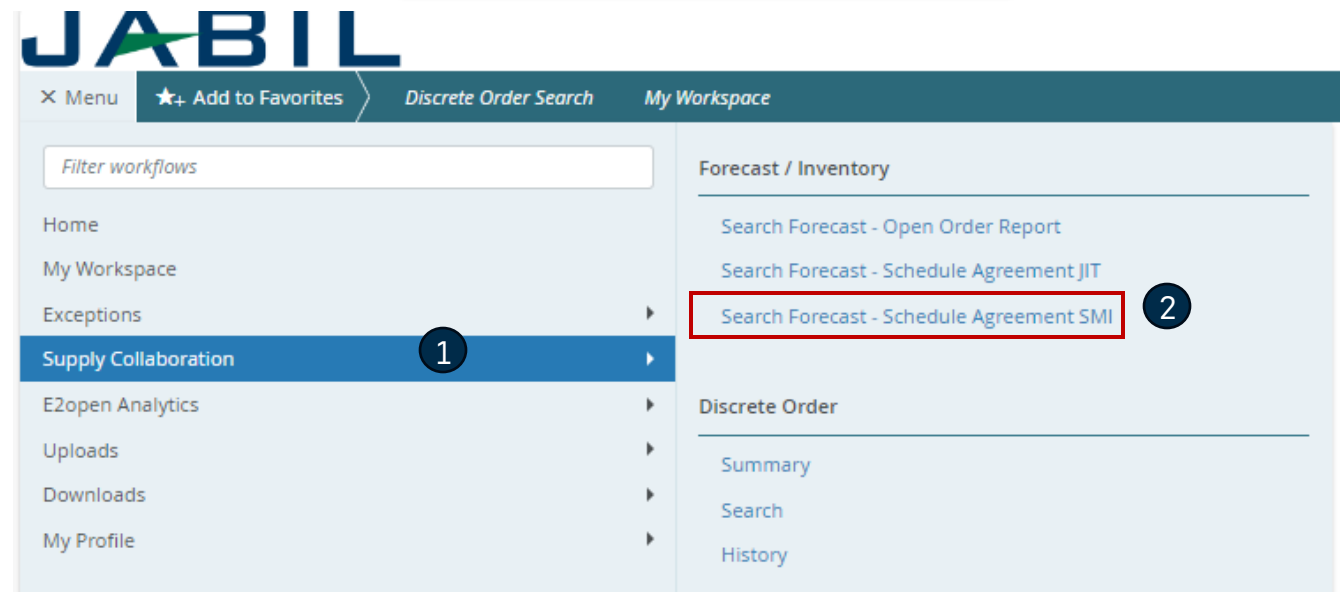 JABIL
× Menu ★+ Add to Favorites Discrete Order Search My Workspace
Filter workflows
Home
My Workspace
Exceptions
Supply Collaboration 1
E2open Analytics
Uploads
Downloads
My Profile
Forecast / Inventory
Search Forecast - Open Order Report
Search Forecast - Schedule Agreement JIT
Search Forecast - Schedule Agreement SMI 2
Discrete Order
Summary
Search
History